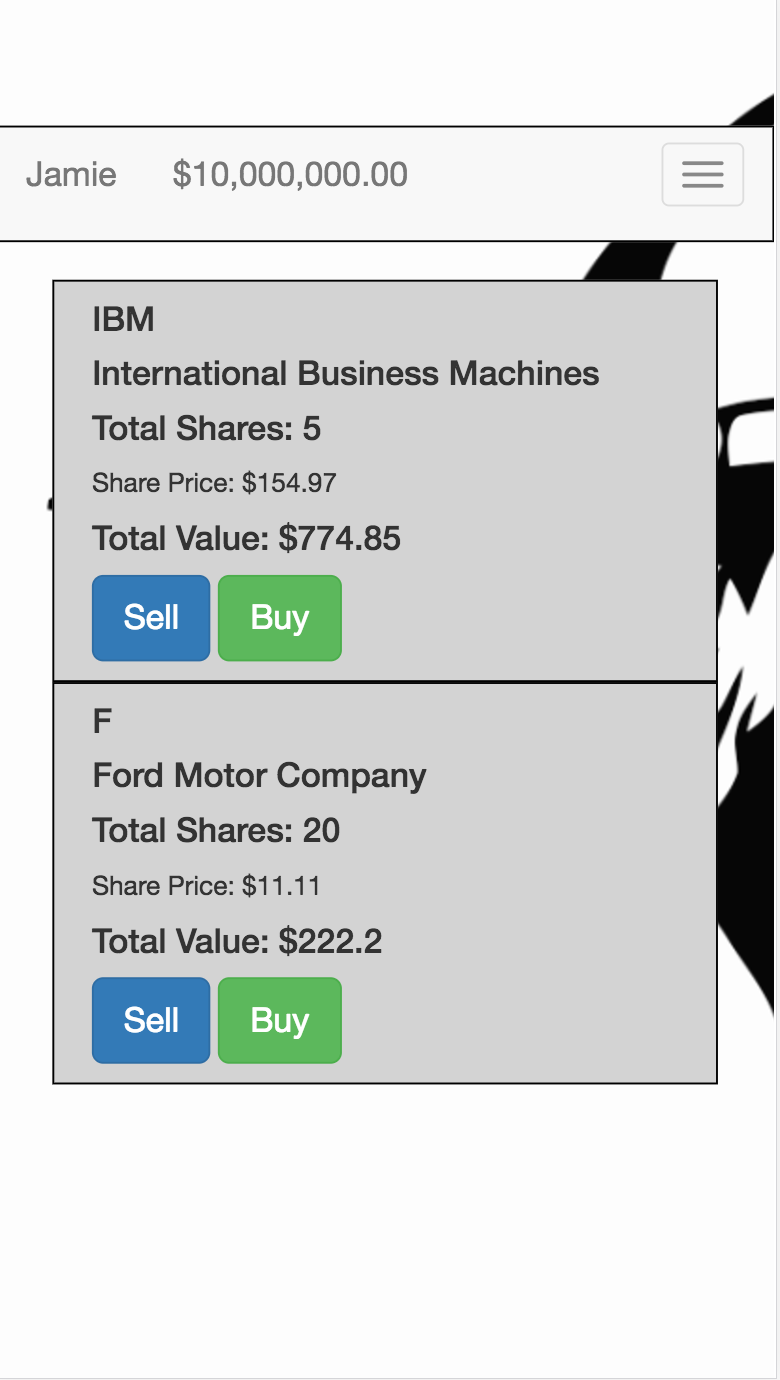 Jamie $10,000,000.00
IBM
International Business Machines
Total Shares: 5
Share Price: $154.97
Total Value: $774.85
Sell Buy
F
Ford Motor Company
Total Shares: 20
Share Price: $11.11
Total Value: $222.2
Sell Buy